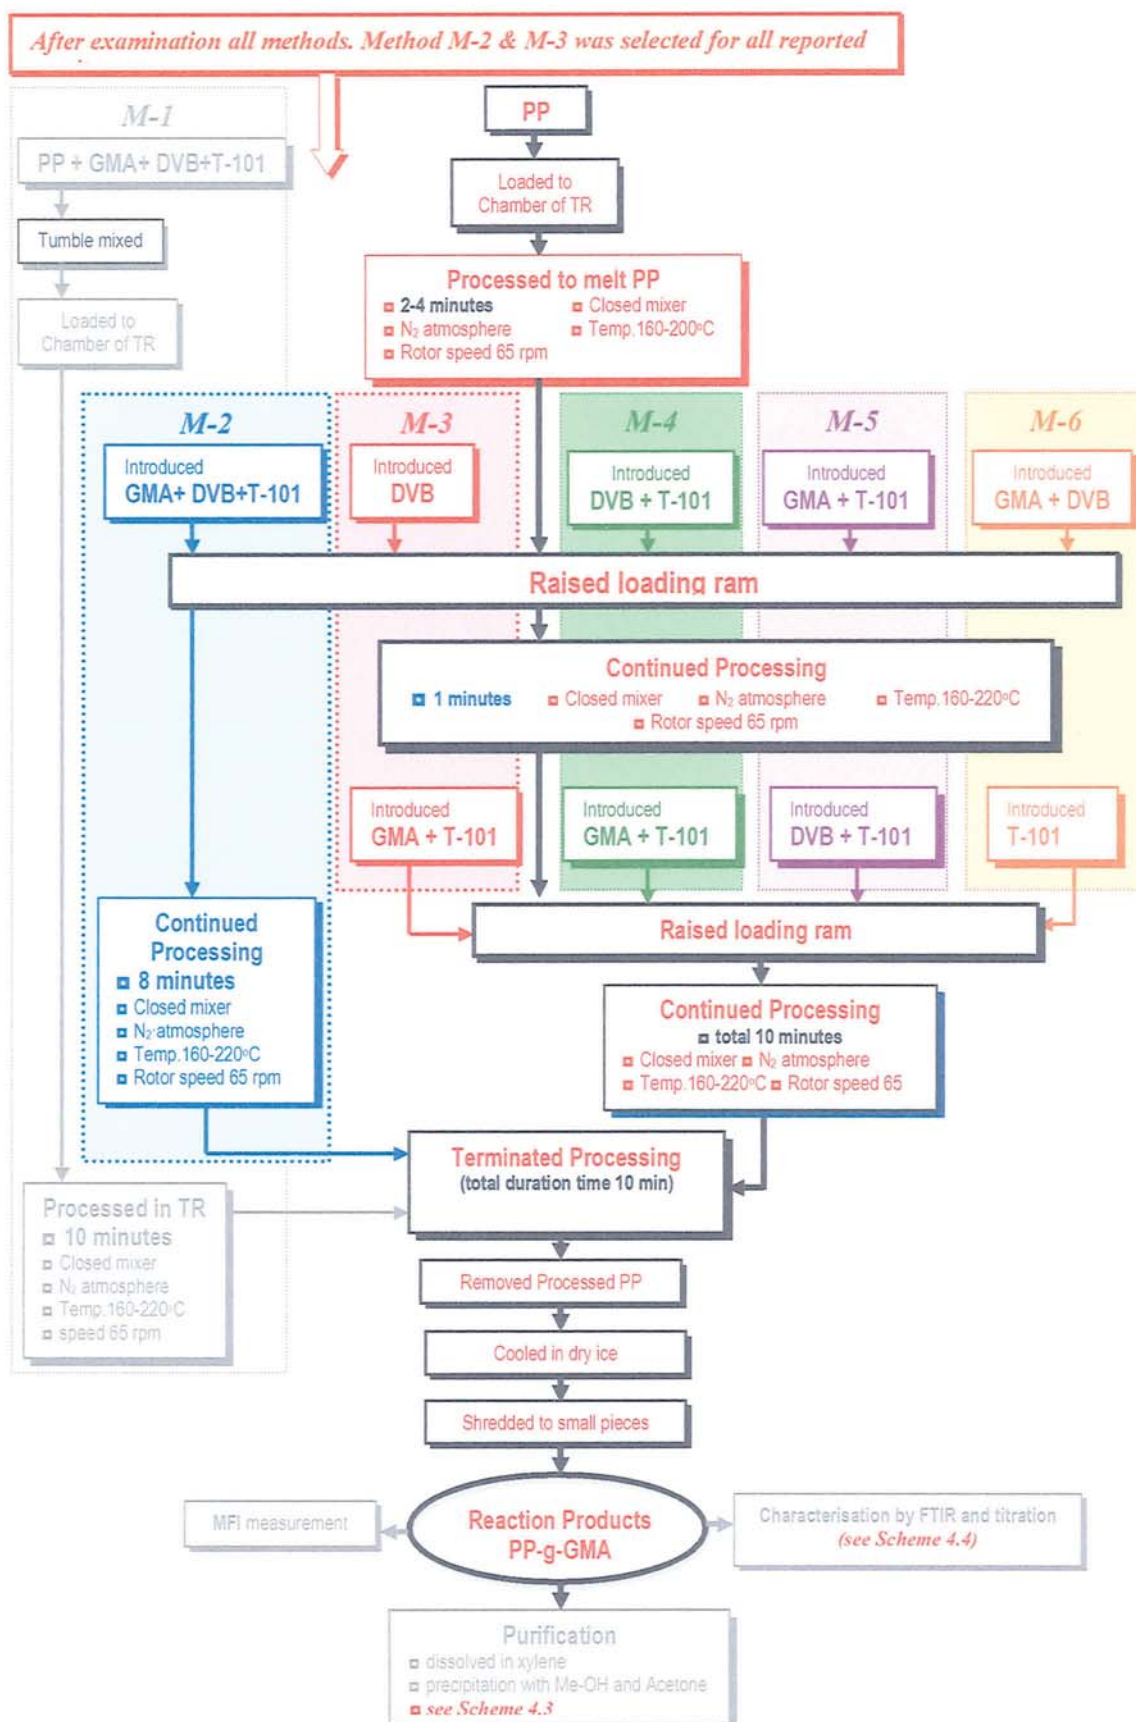 After examination all methods. Method M-2 & M-3 was selected for all reported
M-1
PP + GMA+ DVB+T-101
Tumble mixed
Loaded to
Chamber of TR
PP
Loaded to
Chamber of TR
Processed to melt PP
2-4 minutes
Closed mixer
N₂ atmosphere
Temp.160-200°C
Rotor speed 65 rpm
M-2
Introduced
GMA+ DVB+T-101
M-3
Introduced
DVB
M-4
Introduced
DVB + T-101
M-5
Introduced
GMA + T-101
M-6
Introduced
GMA + DVB
Raised loading ram
Continued Processing
1 minutes
Closed mixer
N₂ atmosphere
Temp.160-220°C
Rotor speed 65 rpm
Introduced
GMA + T-101
Introduced
GMA + T-101
Introduced
DVB + T-101
Introduced
T-101
Raised loading ram
Continued
Processing
8 minutes
Closed mixer
N₂ atmosphere
Temp.160-220°C
Rotor speed 65 rpm
Continued Processing
total 10 minutes
Closed mixer N₂ atmosphere
Temp.160-220°C Rotor speed 65
Terminated Processing
(total duration time 10 min)
Processed in TR
10 minutes
Closed mixer
N₂ atmosphere
Temp.160-220°C
speed 65 rpm
Removed Processed PP
Cooled in dry ice
Shredded to small pieces
MFI measurement
Reaction Products
PP-g-GMA
Characterisation by FTIR and titration
(see Scheme 4.4)
Purification
dissolved in xylene
precipitation with Me-OH and Acetone
see Scheme 4.3